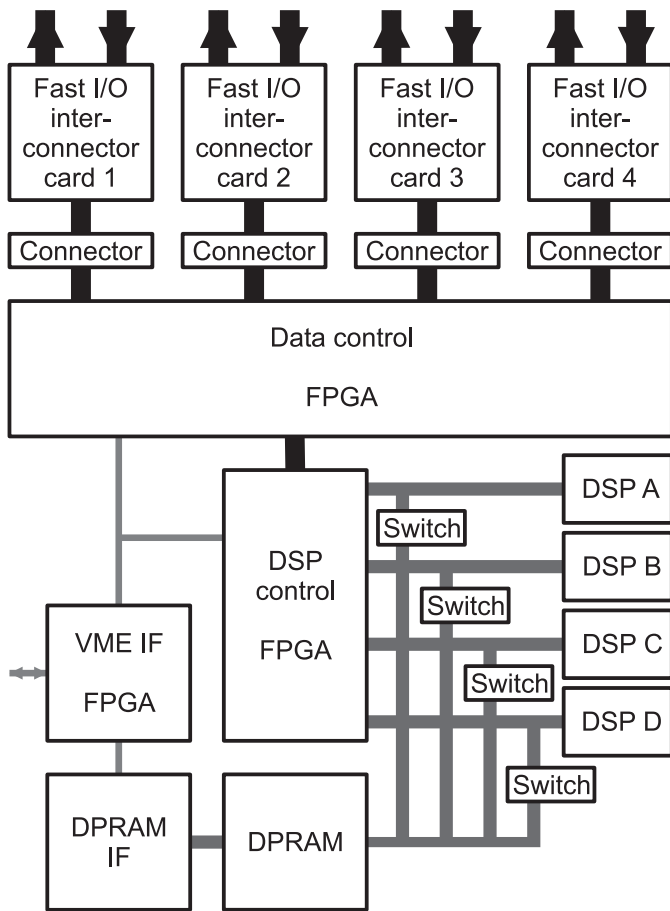 Fast I/O
inter-
connector
card 1
Fast I/O
inter-
connector
card 2
Fast I/O
inter-
connector
card 3
Fast I/O
inter-
connector
card 4
Connector
Connector
Connector
Connector
Data control
FPGA
DSP
control
FPGA
DSP A
Switch
DSP B
Switch
DSP C
Switch
DSP D
Switch
VME IF
FPGA
DPRAM
IF
DPRAM